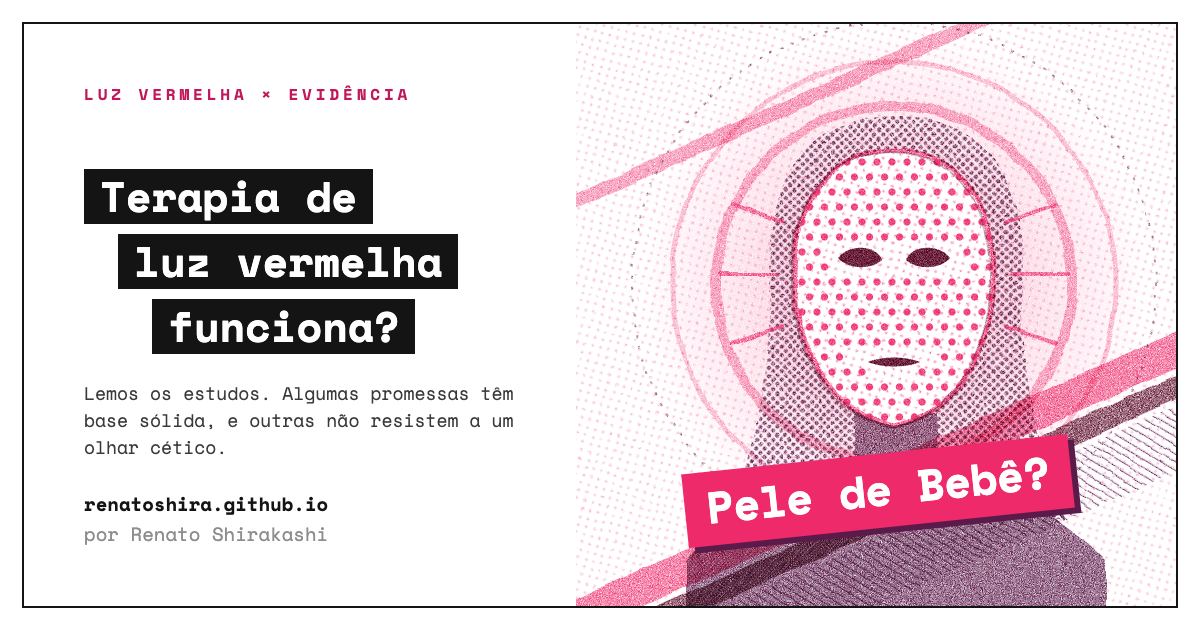 LUZ VERMELHA × EVIDÊNCIA
Terapia de
luz vermelha
funciona?
Lemos os estudos. Algumas promessas têm
base sólida, e outras não resistem a um
olhar cético.
renatoshira.github.io
por Renato Shirakashi
Pele de Bebê?